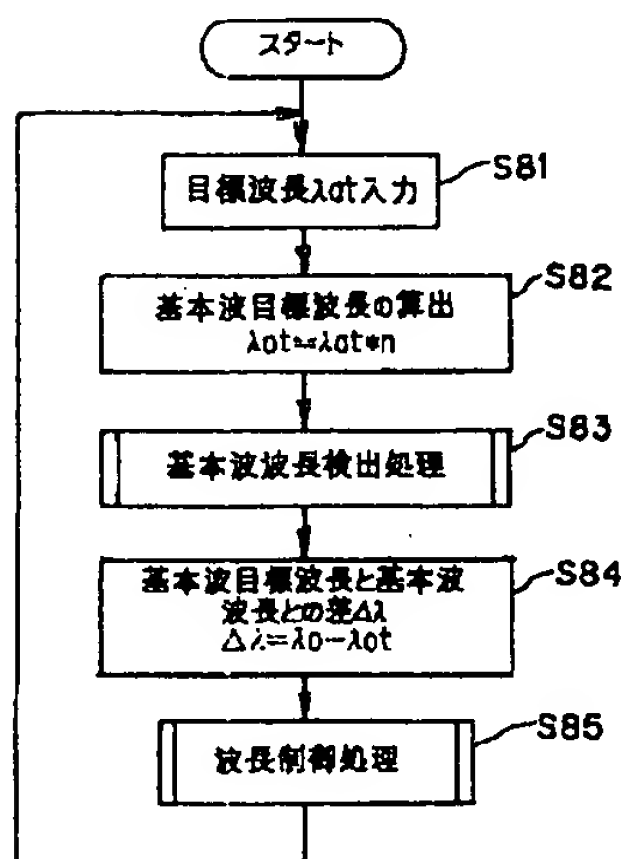 スタート
目標波長λat入力
S81
基本波目標波長の算出
λot=λat*n
S82
基本波波長検出処理
S83
基本波目標波長と基本波
波長との差Δλ
Δλ=λo-λot
S84
波長制御処理
S85